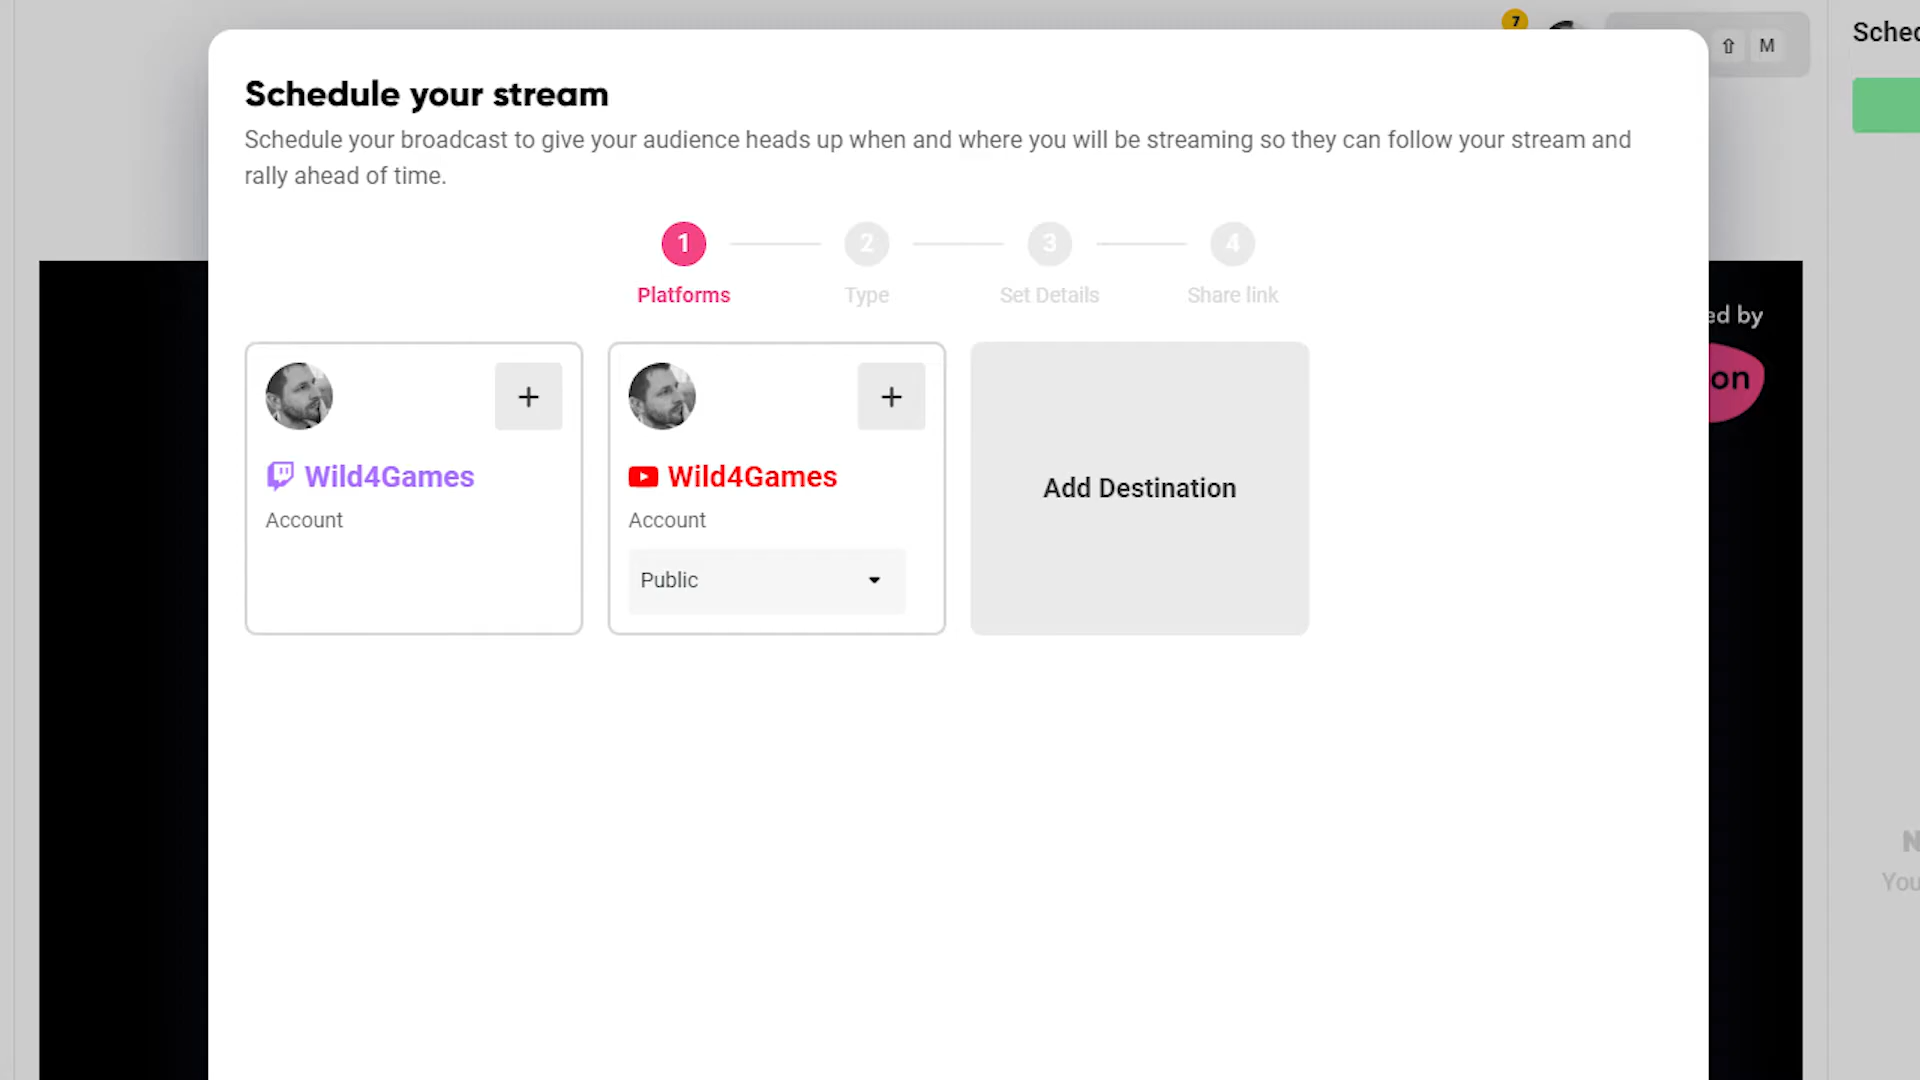 7
⇧ M
Sched
Schedule your stream
Schedule your broadcast to give your audience heads up when and where you will be streaming so they can follow your stream and
rally ahead of time.
1 2 3 4
Platforms Type Set Details Share link
ed by
on
+ +
Wild4Games Wild4Games
Account Account
Add Destination
Public
N
You